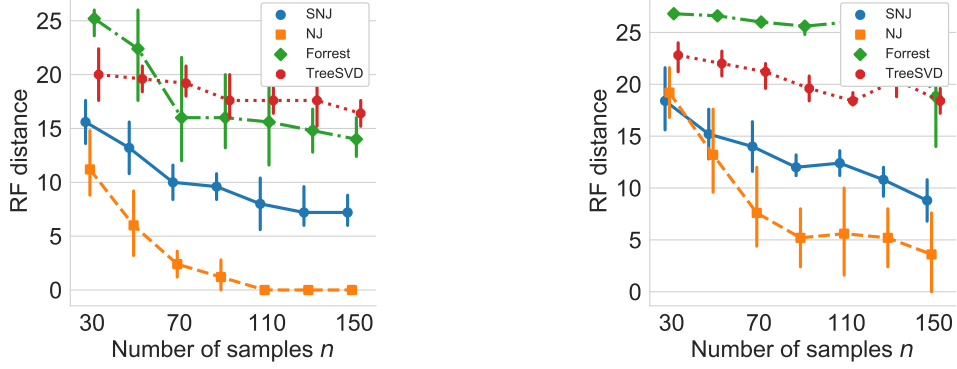 25
20
15
10
5
0
RF distance
SNJ
NJ
Forrest
TreeSVD
30 70 110 150
Number of samples n
25
20
15
10
5
0
RF distance
SNJ
NJ
Forrest
TreeSVD
30 70 110 150
Number of samples n